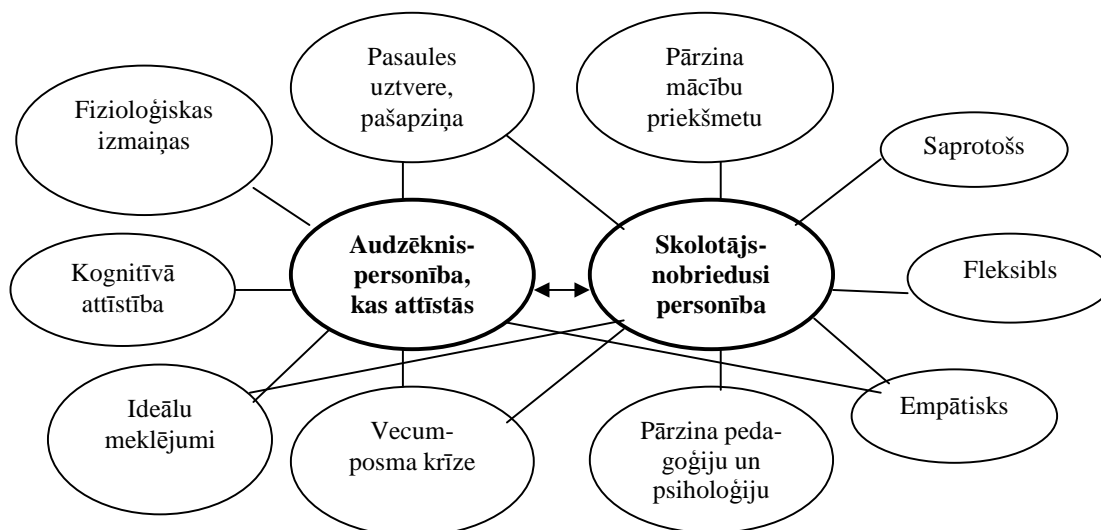 Pasaules
uztvere,
pašapziņa
Pārzina
mācību
priekšmetu
Fizioloģiskas
izmaiņas
Saprotošs
Audzēknis-
personība,
kas attīstās
Skolotājs-
nobriedusi
personība
Kognitīvā
attīstība
Fleksibls
Ideālu
meklējumi
Vecum-
posma krīze
Pārzina peda-
goģiju un
psiholoģiju
Empātisks